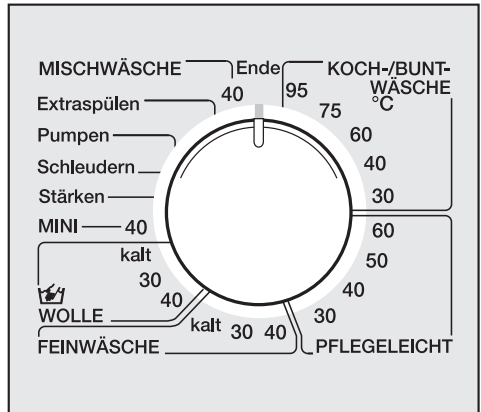 MISCHWÄSCHE
Ende
KOCH-/BUNT-
WÄSCHE
°C
40
95
75
60
40
30
Extraspülen
Pumpen
Schleudern
Stärken
MINI
40
60
50
40
30
PFLEGELEICHT
kalt
30
40
WOLLE
kalt
30
40
FEINWÄSCHE